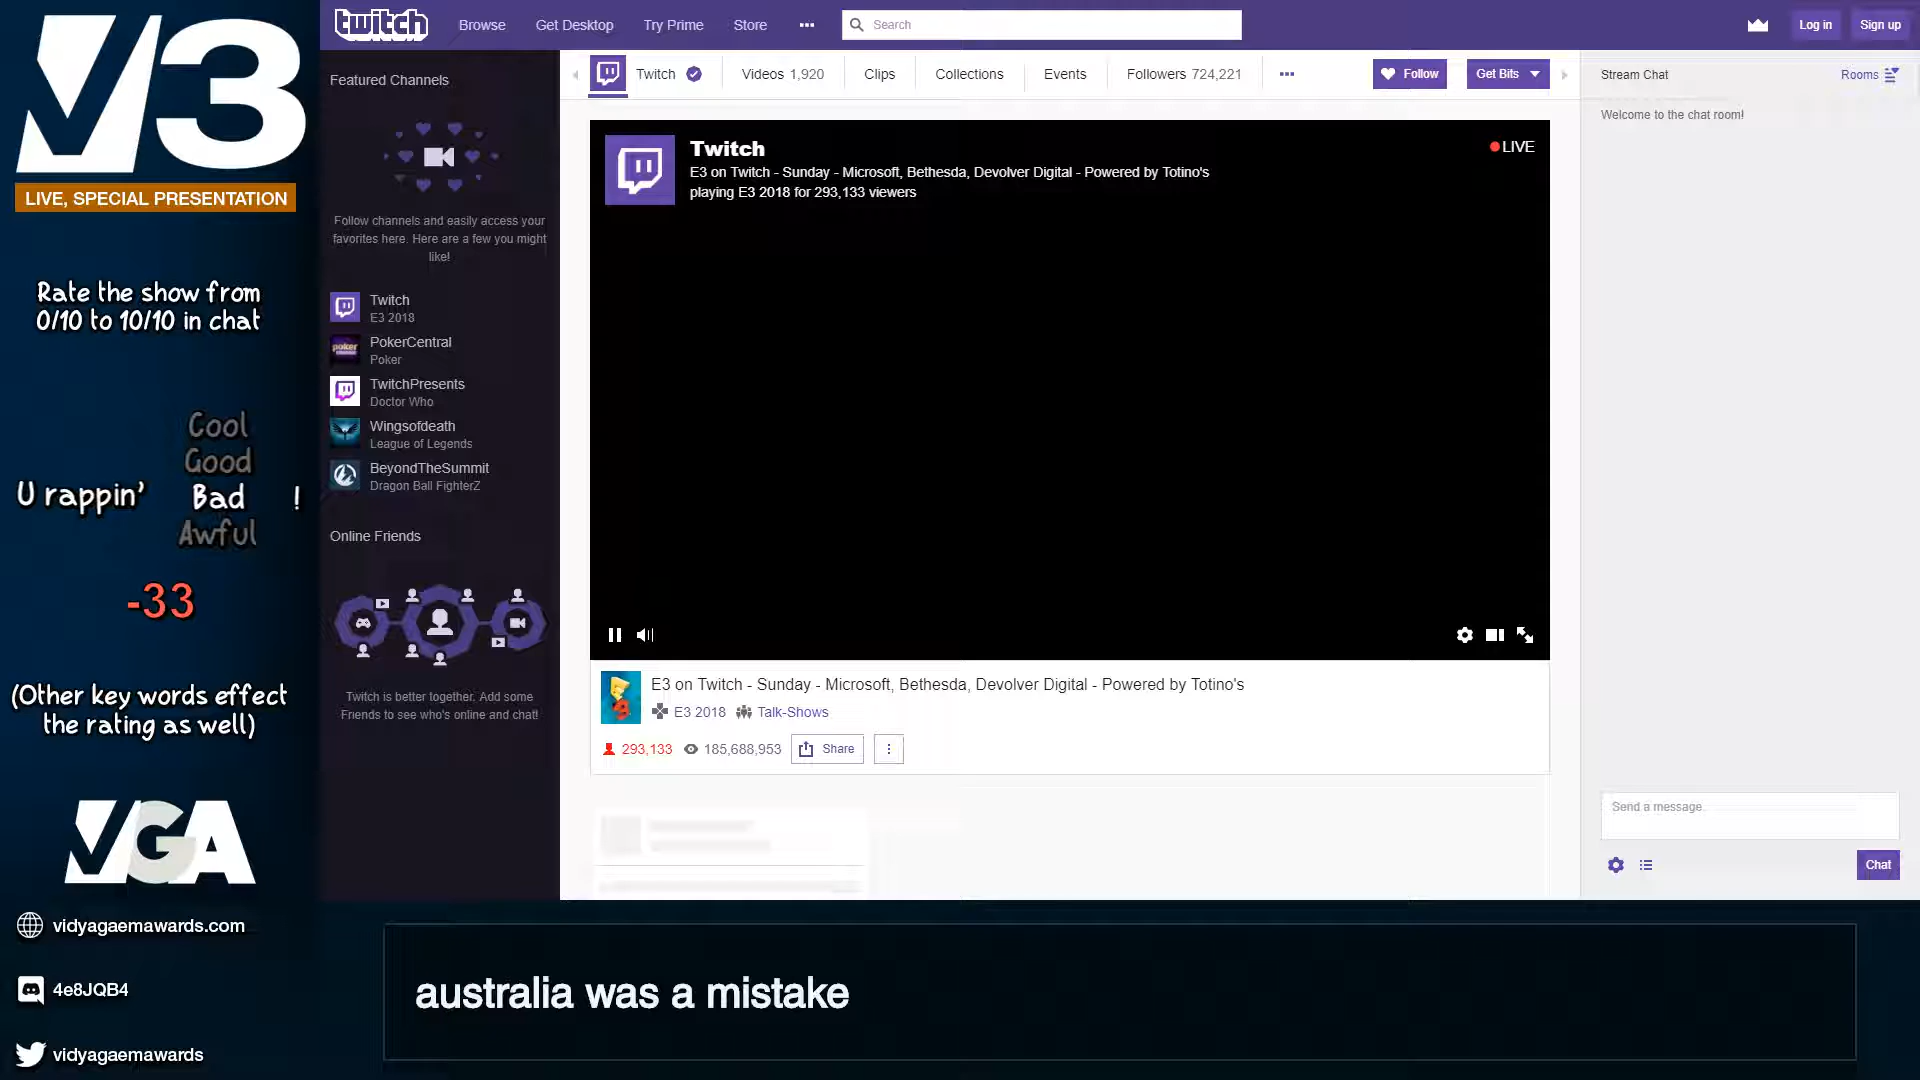 V3
LIVE, SPECIAL PRESENTATION
Rate the show from
0/10 to 10/10 in chat
Cool
Good
U rappin' Bad !
Awful
-33
(Other key words effect
the rating as well)
VGA
vidyagaemawards.com
4e8JQB4
vidyagaemawards
twitch
Browse
Get Desktop
Try Prime
Store
Search
Log in
Sign up
Featured Channels
Follow channels and easily access your
favorites here. Here are a few you might
like!
Twitch
E3 2018
poker
PokerCentral
Poker
TwitchPresents
Doctor Who
Wingsofdeath
League of Legends
BeyondTheSummit
Dragon Ball FighterZ
Online Friends
Twitch is better together. Add some
Friends to see who's online and chat!
Twitch
Videos 1,920
Clips
Collections
Events
Followers 724,221
Follow
Get Bits
Twitch
LIVE
E3 on Twitch - Sunday - Microsoft, Bethesda, Devolver Digital - Powered by Totino's
playing E3 2018 for 293,133 viewers
E3
E3 on Twitch - Sunday - Microsoft, Bethesda, Devolver Digital - Powered by Totino's
E3 2018 Talk-Shows
293,133 185,688,953 Share
Stream Chat
Rooms
Welcome to the chat room!
Send a message
Chat
australia was a mistake